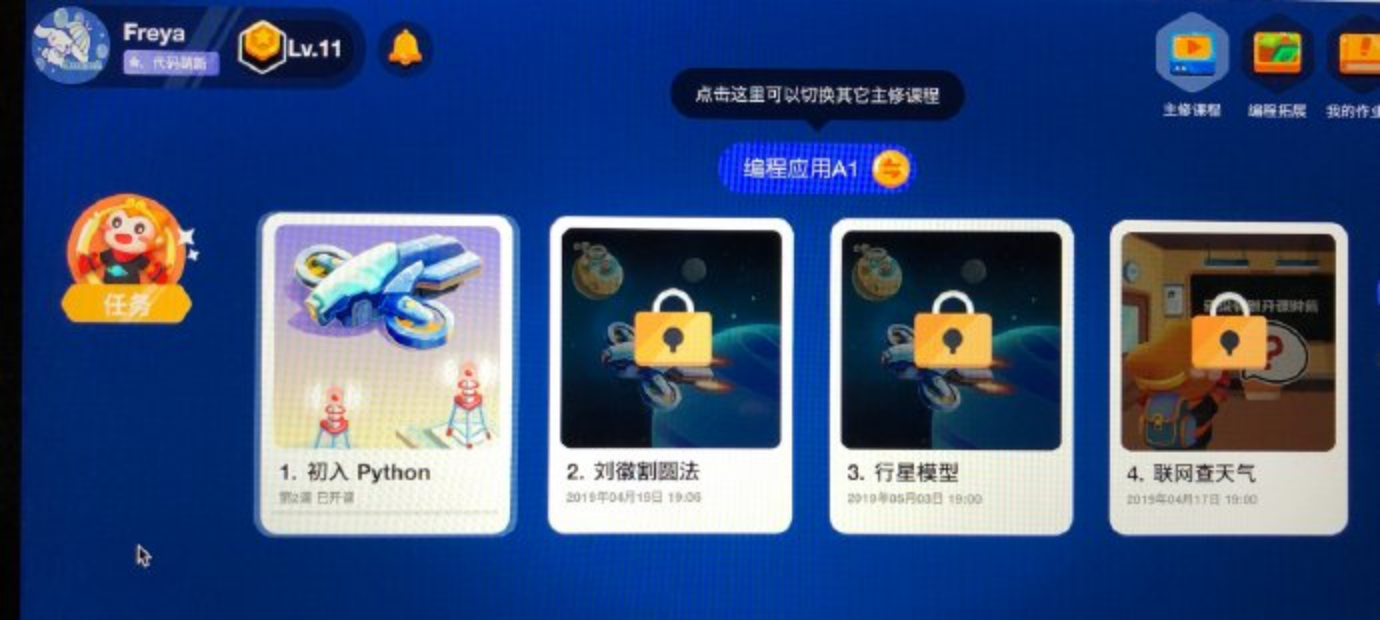 Freya
代码萌新
Lv.11
点击这里可以切换其它主修课程
主修课程
编程拓展
我的作业
编程应用A1
任务
1. 初入 Python
第2课 已开课
2. 刘徽割圆法
2019年04月19日 19:06
3. 行星模型
2019年05月03日 19:00
4. 联网查天气
2019年04月17日 19:00